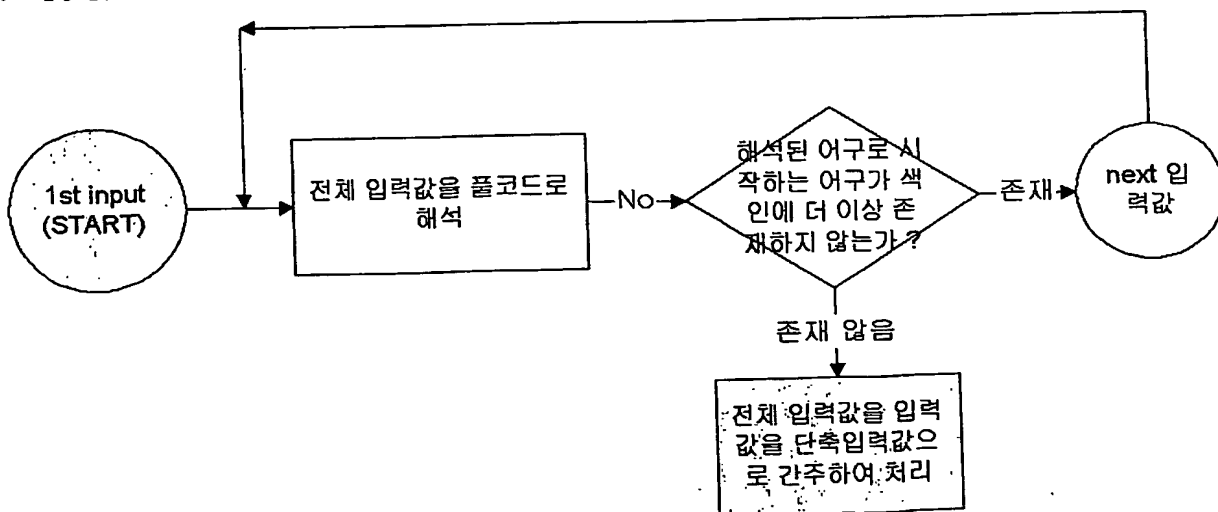 1st input
(START)
전체 입력값을 풀코드로
해석
No
해석된 어구로 시
작하는 어구가 색
인에 더 이상 존
재하지 않는가 ?
존재
next 입
력값
존재 않음
전체 입력값을 입력
값을 단축입력값으
로 간주하여 처리